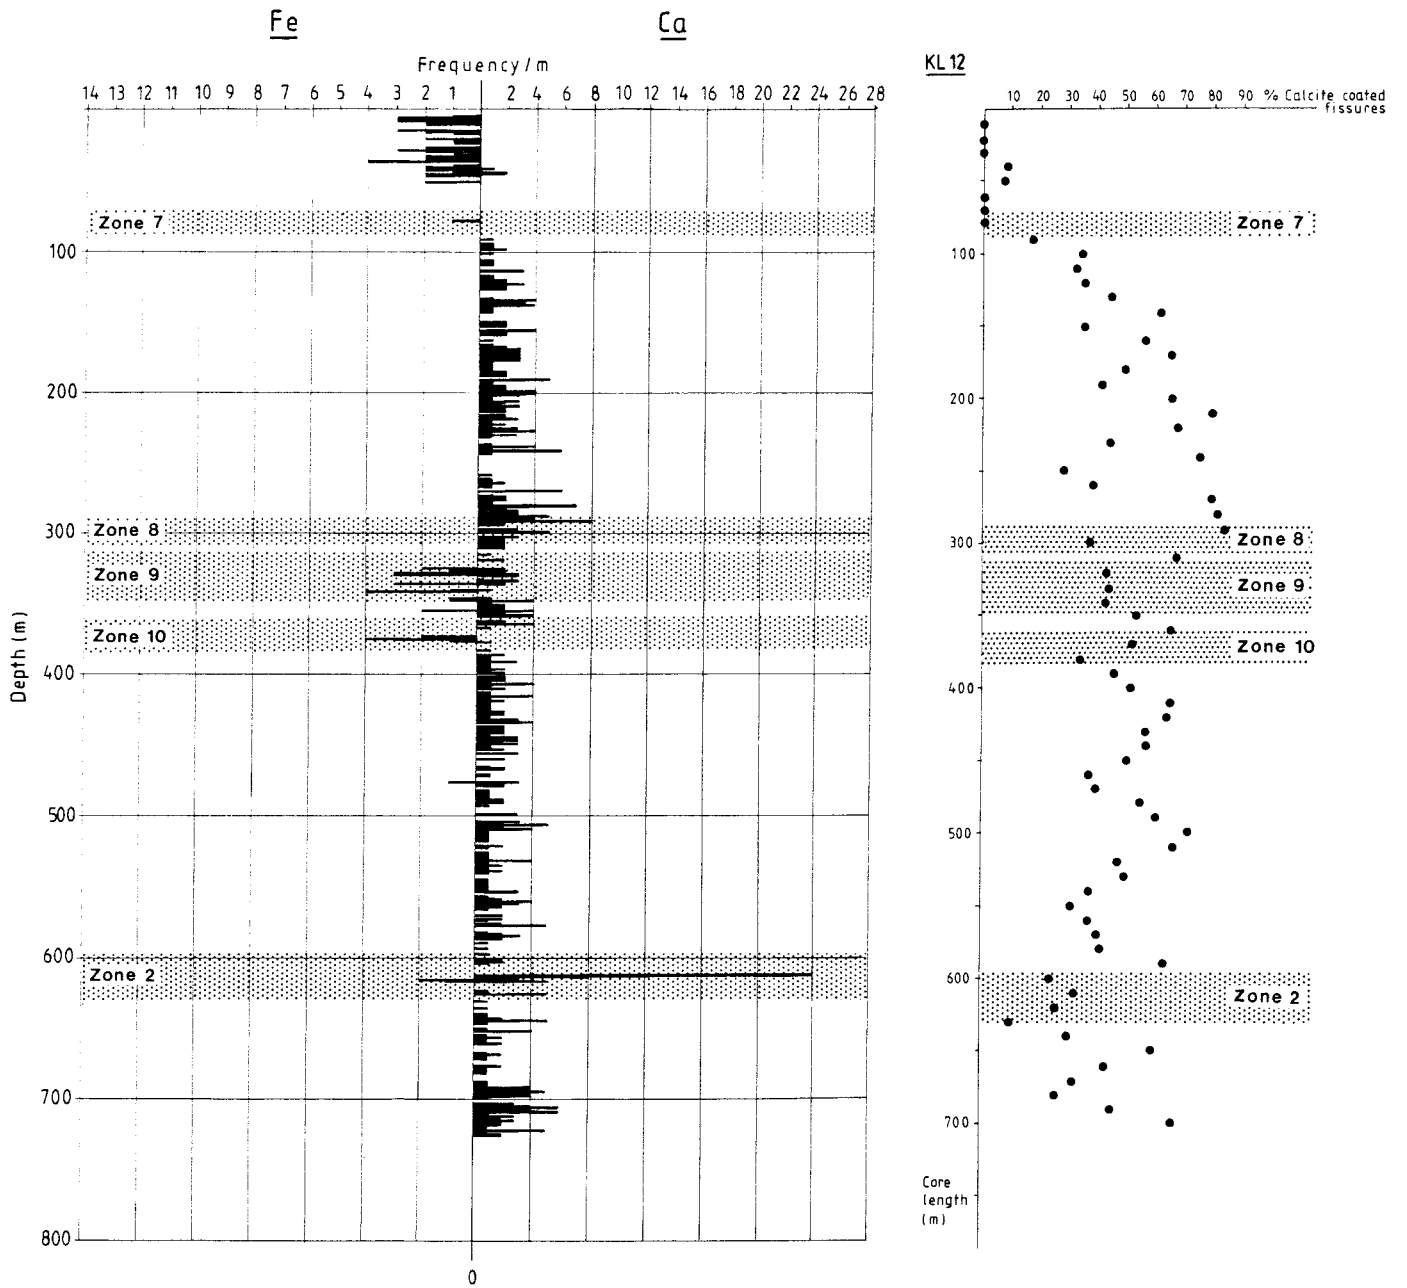 Fe Ca
Frequency/m
14 13 12 11 10 9 8 7 6 5 4 3 2 1 2 4 6 8 10 12 14 16 18 20 22 24 26 28
Zone 7
100
200
300
Zone 8
Zone 9
Zone 10
400
500
600
Zone 2
700
800
0
Depth (m)
KL 12
10 20 30 40 50 60 70 80 90 % Calcite coated
fissures
Zone 7
100
200
300
Zone 8
Zone 9
Zone 10
400
500
600
Zone 2
700
Core
length
(m)